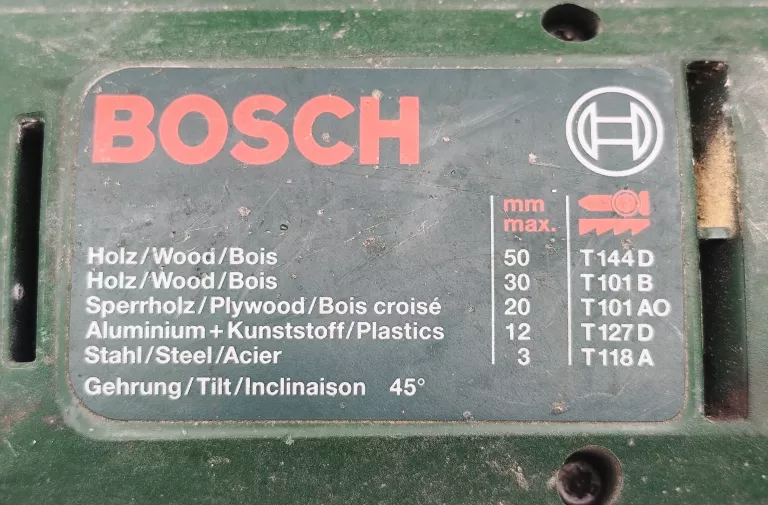 BOSCH
mm
max.
Holz/Wood/Bois 50 T144D
Holz/Wood/Bois 30 T101B
Sperrholz/Plywood/Bois croisé 20 T101AO
Aluminium+Kunststoff/Plastics 12 T127D
Stahl/Steel/Acier 3 T118A
Gehrung/Tilt/Inclinaison 45°